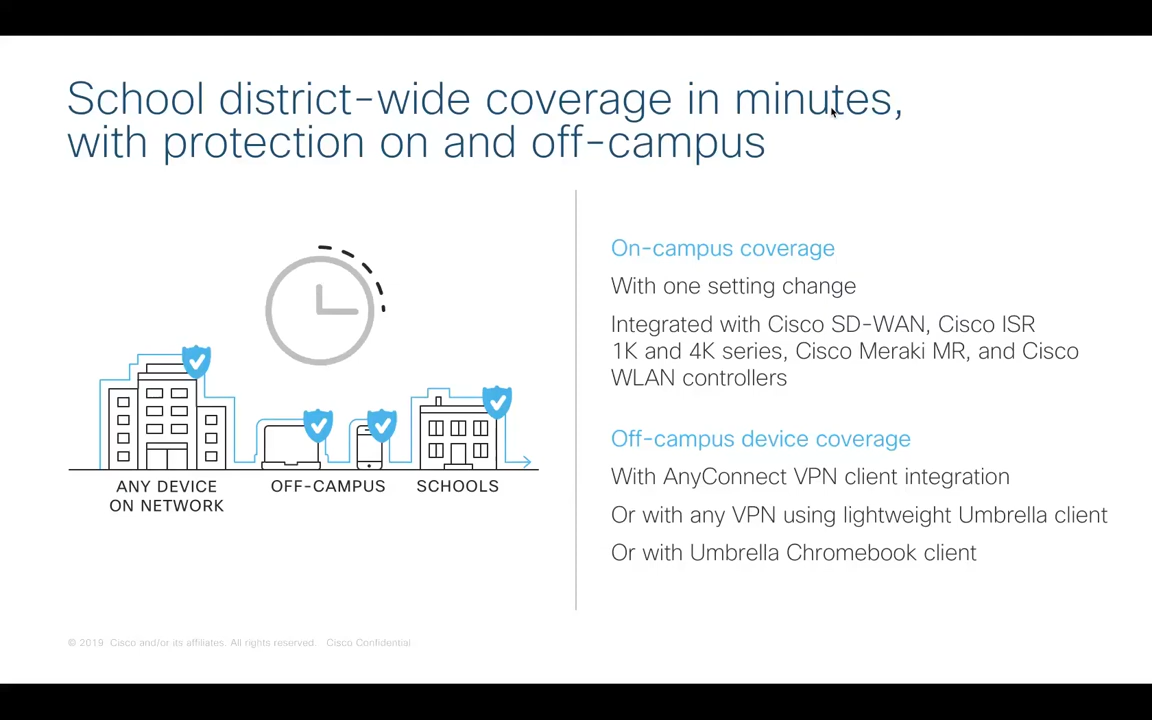 School district-wide coverage in minutes,
with protection on and off-campus
ANY DEVICE
ON NETWORK
OFF-CAMPUS
SCHOOLS
On-campus coverage
With one setting change
Integrated with Cisco SD-WAN, Cisco ISR
1K and 4K series, Cisco Meraki MR, and Cisco
WLAN controllers
Off-campus device coverage
With AnyConnect VPN client integration
Or with any VPN using lightweight Umbrella client
Or with Umbrella Chromebook client
© 2019 Cisco and/or its affiliates. All rights reserved. Cisco Confidential